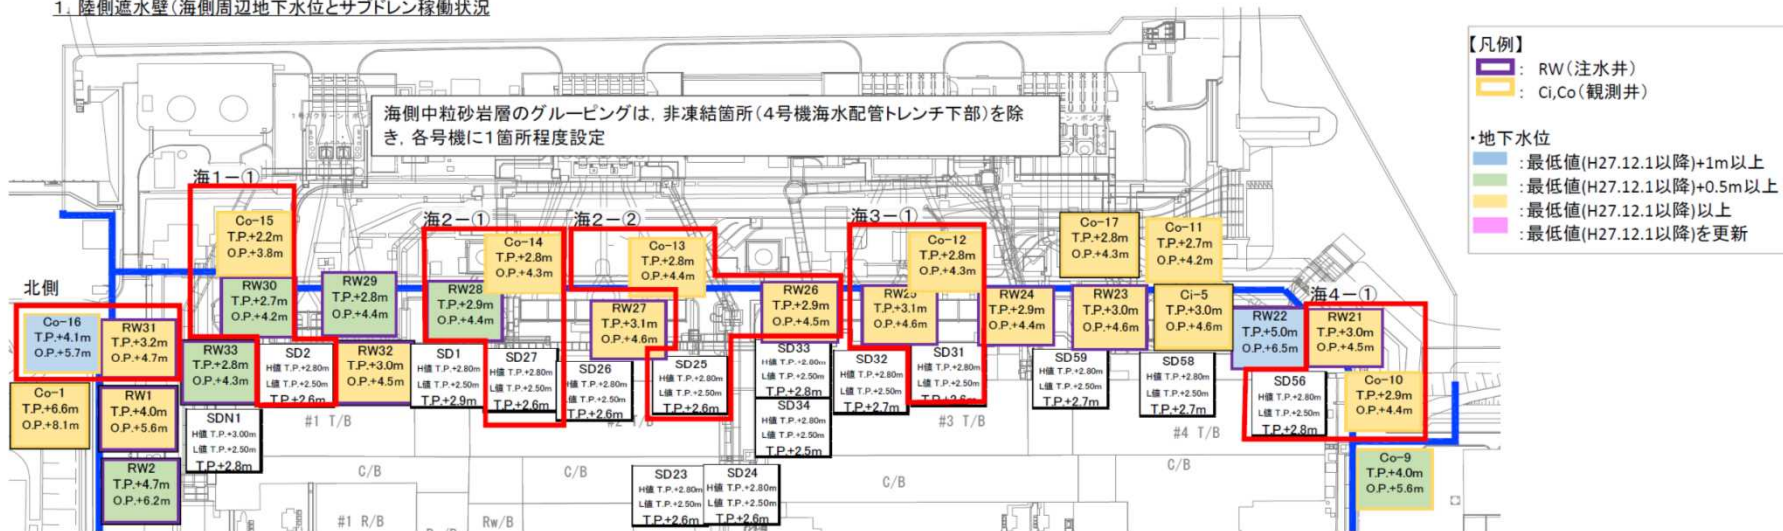 1. 陸側遮水壁(海側周辺地下水位とサブドレン稼働状況
【凡例】
: RW(注水井)
: Ci,Co(観測井)
・地下水位
:最低値(H27.12.1以降)+1m以上
:最低値(H27.12.1以降)+0.5m以上
:最低値(H27.12.1以降)以上
:最低値(H27.12.1以降)を更新
海側中粒砂岩層のグルーピングは, 非凍結箇所(4号機海水配管トレンチ下部)を除
き, 各号機に1箇所程度設定
海1-①
Co-15
T.P.+2.2m
O.P.+3.8m
海2-①
Co-14
T.P.+2.8m
O.P.+4.3m
海2-②
Co-13
T.P.+2.8m
O.P.+4.4m
海3-①
Co-12
T.P.+2.8m
O.P.+4.3m
Co-17
T.P.+2.8m
O.P.+4.3m
Co-11
T.P.+2.7m
O.P.+4.2m
北側
Co-16
T.P.+4.1m
O.P.+5.7m
RW31
T.P.+3.2m
O.P.+4.7m
RW30
T.P.+2.7m
O.P.+4.2m
RW29
T.P.+2.8m
O.P.+4.4m
RW28
T.P.+2.9m
O.P.+4.4m
RW27
T.P.+3.1m
O.P.+4.6m
RW26
T.P.+2.9m
O.P.+4.5m
RW25
T.P.+3.1m
O.P.+4.6m
RW24
T.P.+2.9m
O.P.+4.4m
RW23
T.P.+3.0m
O.P.+4.6m
Ci-5
T.P.+3.0m
O.P.+4.6m
RW22
T.P.+5.0m
O.P.+6.5m
海4-①
RW21
T.P.+3.0m
O.P.+4.5m
RW33
T.P.+2.8m
O.P.+4.3m
SD2
H値 T.P.+2.80m
L値 T.P.+2.50m
T.P.+2.6m
RW32
T.P.+3.0m
O.P.+4.5m
SD1
H値 T.P.+2.80m
L値 T.P.+2.50m
T.P.+2.9m
SD27
H値 T.P.+2.80m
L値 T.P.+2.50m
T.P.+2.6m
SD26
H値 T.P.+2.80m
L値 T.P.+2.50m
T.P.+2.6m
SD25
H値 T.P.+2.80m
L値 T.P.+2.50m
T.P.+2.6m
SD33
H値 T.P.+2.80m
L値 T.P.+2.50m
T.P.+2.8m
SD32
H値 T.P.+2.80m
L値 T.P.+2.50m
T.P.+2.7m
SD31
H値 T.P.+2.80m
L値 T.P.+2.50m
T.P.+2.6m
SD59
H値 T.P.+2.80m
L値 T.P.+2.50m
T.P.+2.7m
SD58
H値 T.P.+2.80m
L値 T.P.+2.50m
T.P.+2.7m
SD56
H値 T.P.+2.80m
L値 T.P.+2.50m
T.P.+2.8m
Co-10
T.P.+2.9m
O.P.+4.4m
Co-1
T.P.+6.6m
O.P.+8.1m
RW1
T.P.+4.0m
O.P.+5.6m
SDN1
H値 T.P.+3.00m
L値 T.P.+2.50m
T.P.+2.8m
SD34
H値 T.P.+2.80m
L値 T.P.+2.50m
T.P.+2.5m
#1 T/B
#2 T/B
#3 T/B
#4 T/B
RW2
T.P.+4.7m
O.P.+6.2m
C/B
C/B
SD23
H値 T.P.+2.80m
L値 T.P.+2.50m
T.P.+2.6m
SD24
H値 T.P.+2.80m
L値 T.P.+2.50m
T.P.+2.6m
C/B
C/B
Co-9
T.P.+4.0m
O.P.+5.6m
#1 R/B
Rw/B